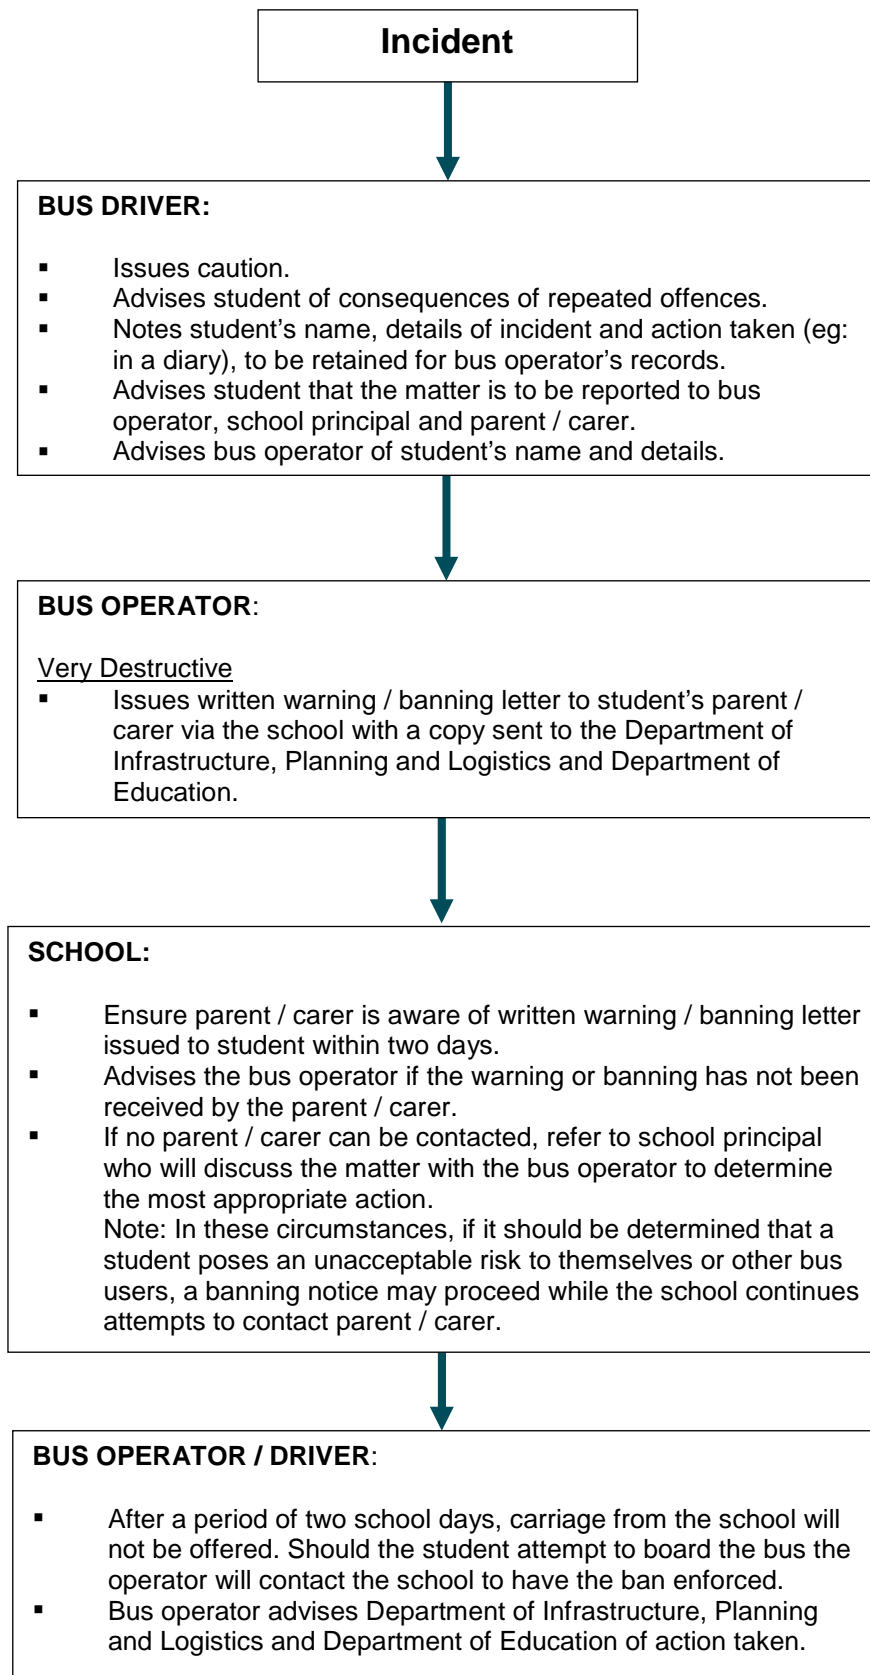 Incident
BUS DRIVER:
▪ Issues caution.
▪ Advises student of consequences of repeated offences.
▪ Notes student’s name, details of incident and action taken (eg:
in a diary), to be retained for bus operator’s records.
▪ Advises student that the matter is to be reported to bus
operator, school principal and parent / carer.
▪ Advises bus operator of student’s name and details.
BUS OPERATOR:
Very Destructive
▪ Issues written warning / banning letter to student’s parent /
carer via the school with a copy sent to the Department of
Infrastructure, Planning and Logistics and Department of
Education.
SCHOOL:
▪ Ensure parent / carer is aware of written warning / banning letter
issued to student within two days.
▪ Advises the bus operator if the warning or banning has not been
received by the parent / carer.
▪ If no parent / carer can be contacted, refer to school principal
who will discuss the matter with the bus operator to determine
the most appropriate action.
Note: In these circumstances, if it should be determined that a
student poses an unacceptable risk to themselves or other bus
users, a banning notice may proceed while the school continues
attempts to contact parent / carer.
BUS OPERATOR / DRIVER:
▪ After a period of two school days, carriage from the school will
not be offered. Should the student attempt to board the bus the
operator will contact the school to have the ban enforced.
▪ Bus operator advises Department of Infrastructure, Planning
and Logistics and Department of Education of action taken.